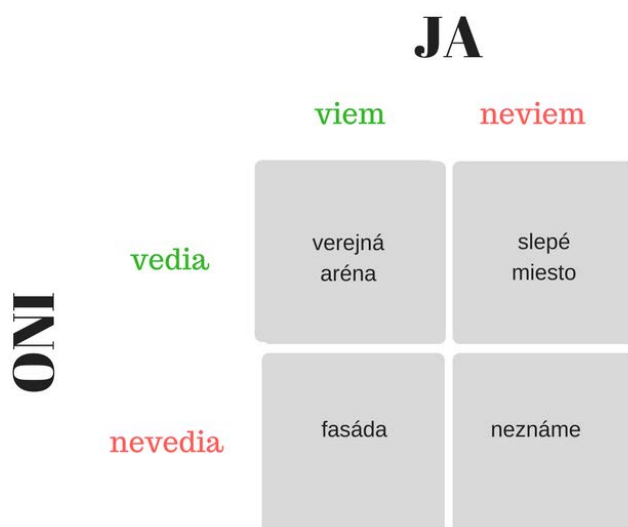 JA
viem neviem
vedia
verejná
aréna
slepé
miesto
ONI
nevedia
fasáda
neznáme